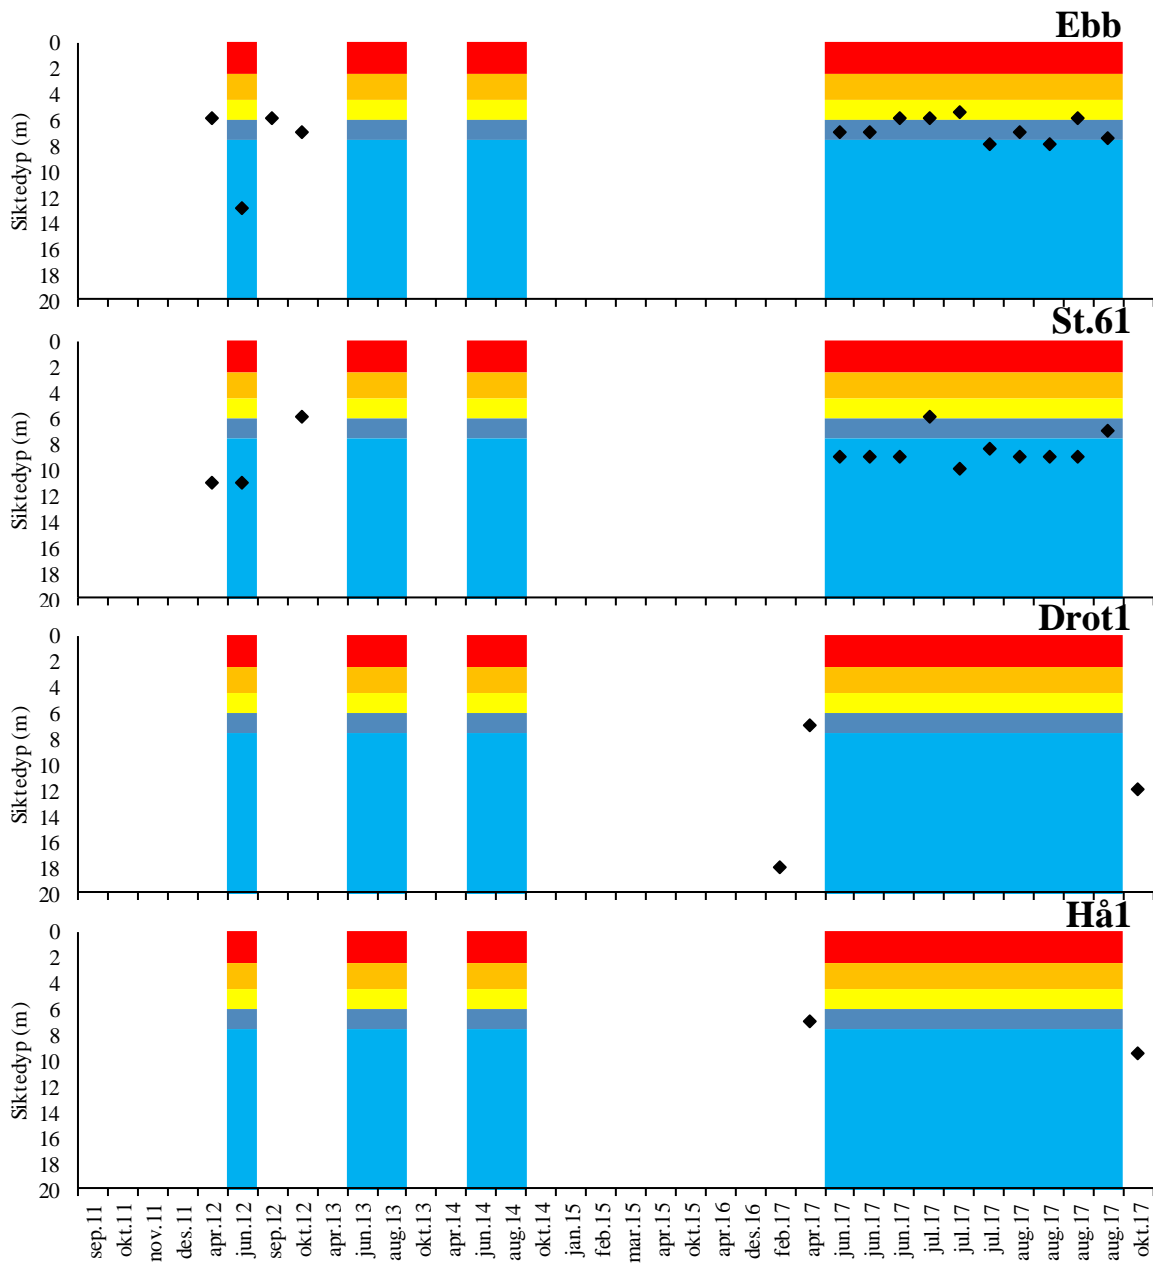 Ebb
Siktedyp (m)
0
2
4
6
8
10
12
14
16
18
20
St.61
Siktedyp (m)
0
2
4
6
8
10
12
14
16
18
20
Drot1
Siktedyp (m)
0
2
4
6
8
10
12
14
16
18
20
Hå1
Siktedyp (m)
0
2
4
6
8
10
12
14
16
18
20
sep.11
okt.11
nov.11
des.11
apr.12
jun.12
sep.12
okt.12
apr.13
jun.13
aug.13
okt.13
apr.14
jun.14
aug.14
okt.14
jan.15
feb.15
mar.15
apr.15
okt.15
apr.16
des.16
feb.17
apr.17
jun.17
jun.17
jun.17
jul.17
jul.17
jul.17
aug.17
aug.17
aug.17
aug.17
okt.17